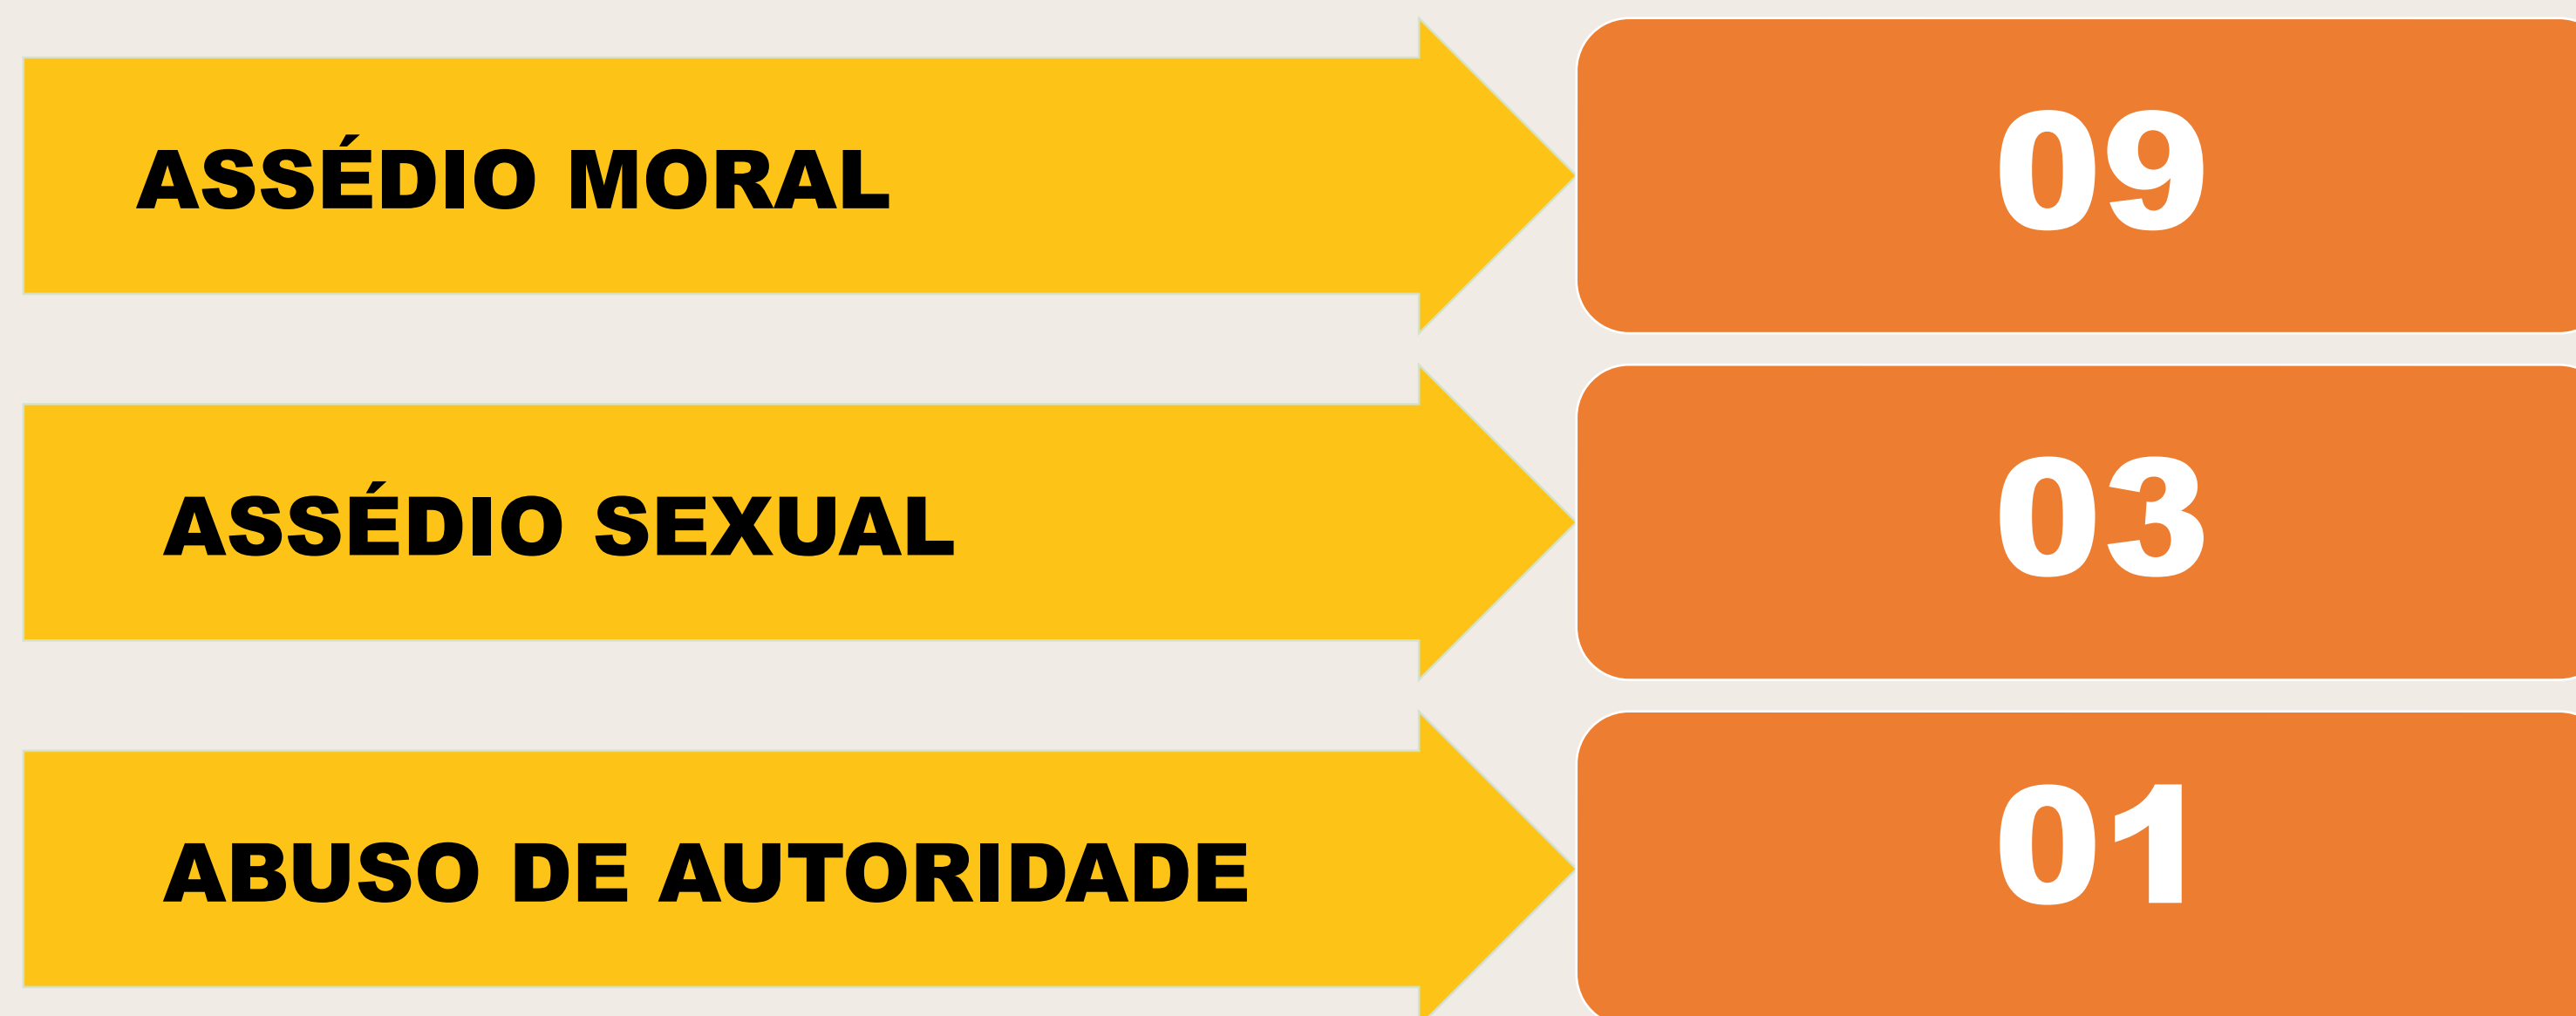 ASSÉDIO MORAL
09
ASSÉDIO SEXUAL
03
ABUSO DE AUTORIDADE
01